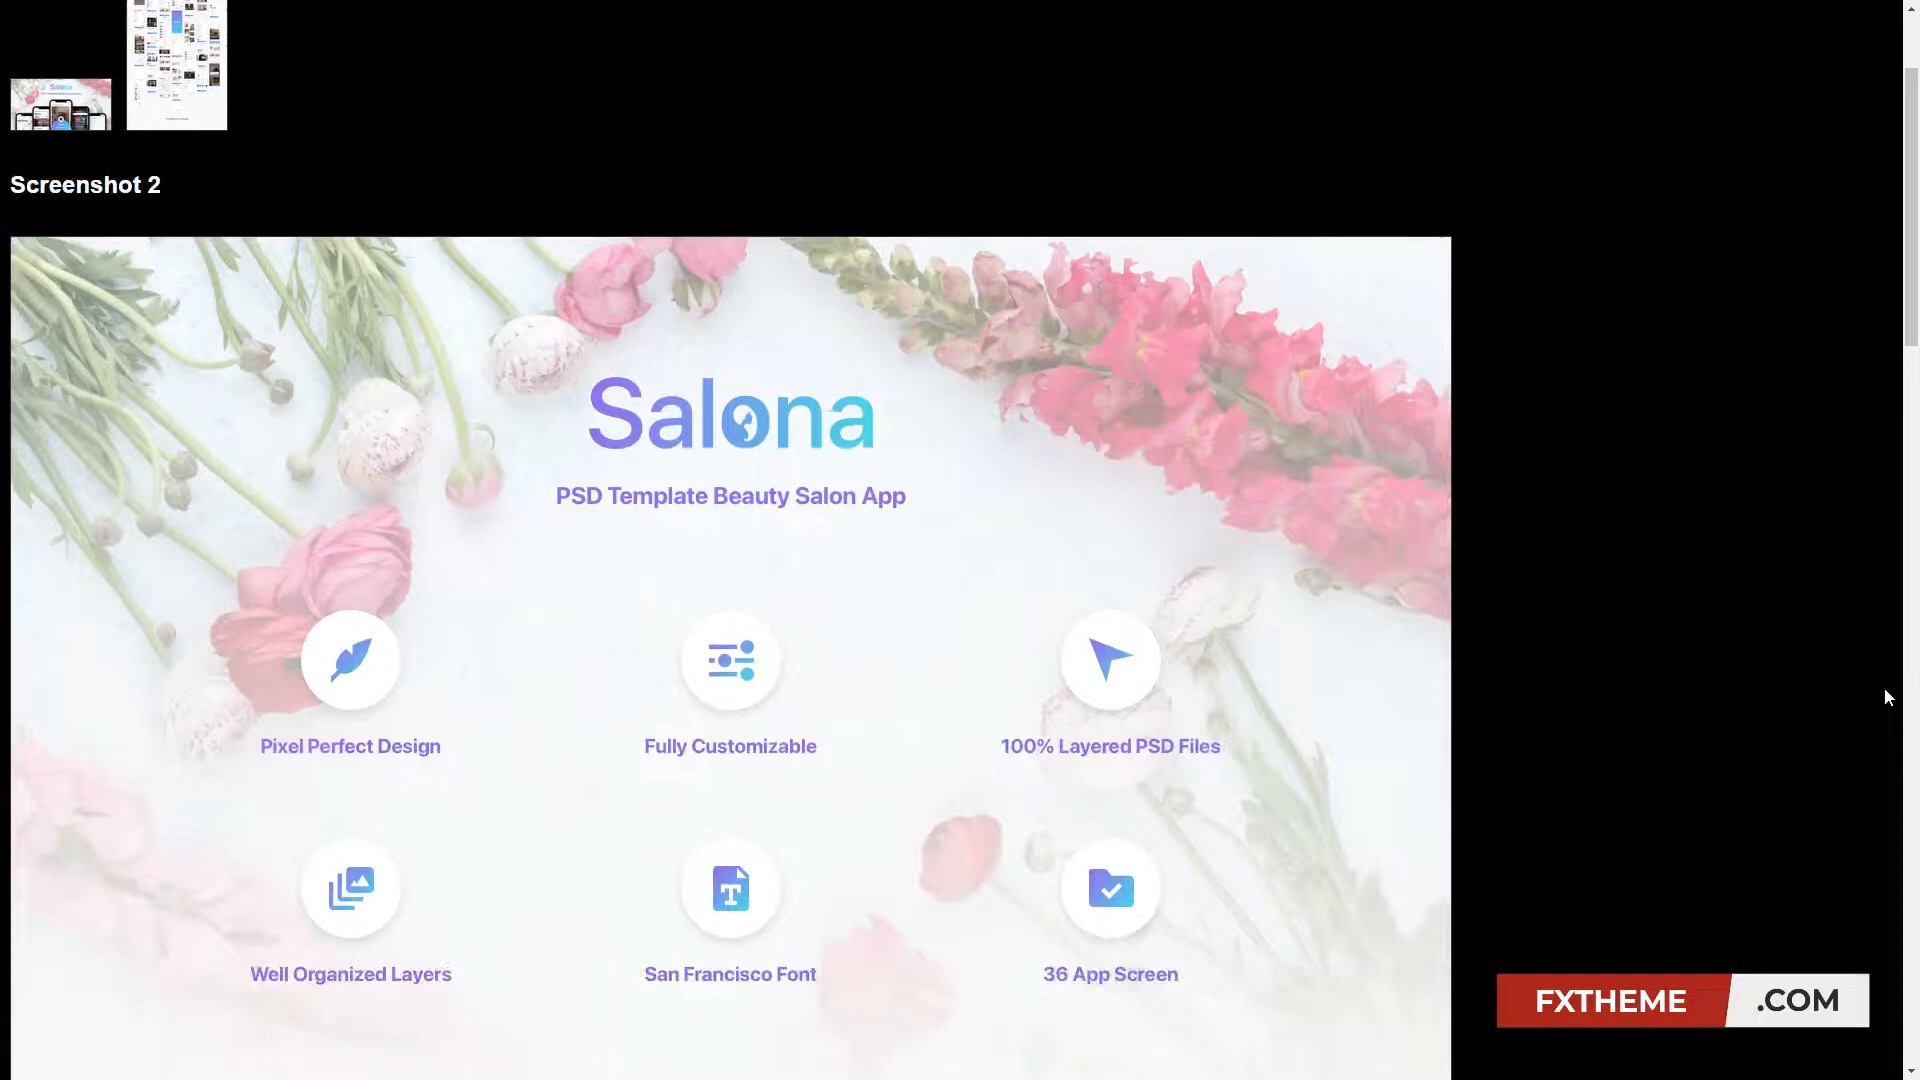 Salona
Screenshot 2
Salona
PSD Template Beauty Salon App
Pixel Perfect Design
Fully Customizable
100% Layered PSD Files
Well Organized Layers
San Francisco Font
36 App Screen
FXTHEME.COM